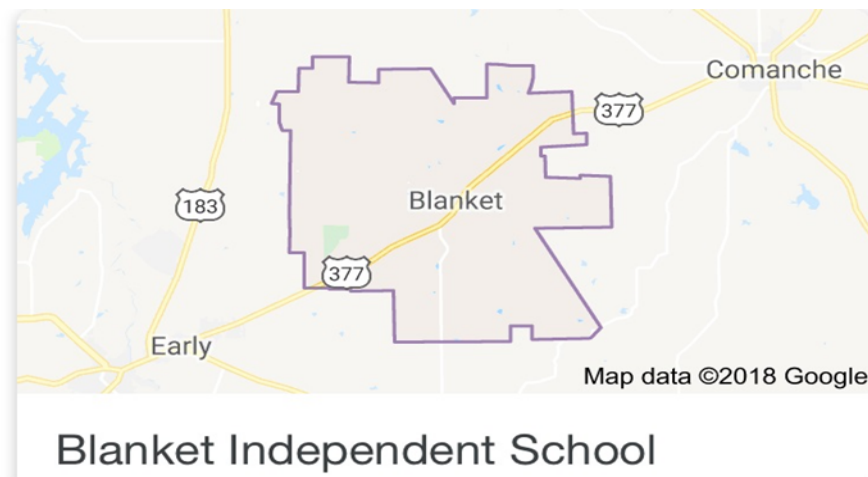 Comanche
377
Blanket
183
377
Early
Map data ©2018 Google
Blanket Independent School